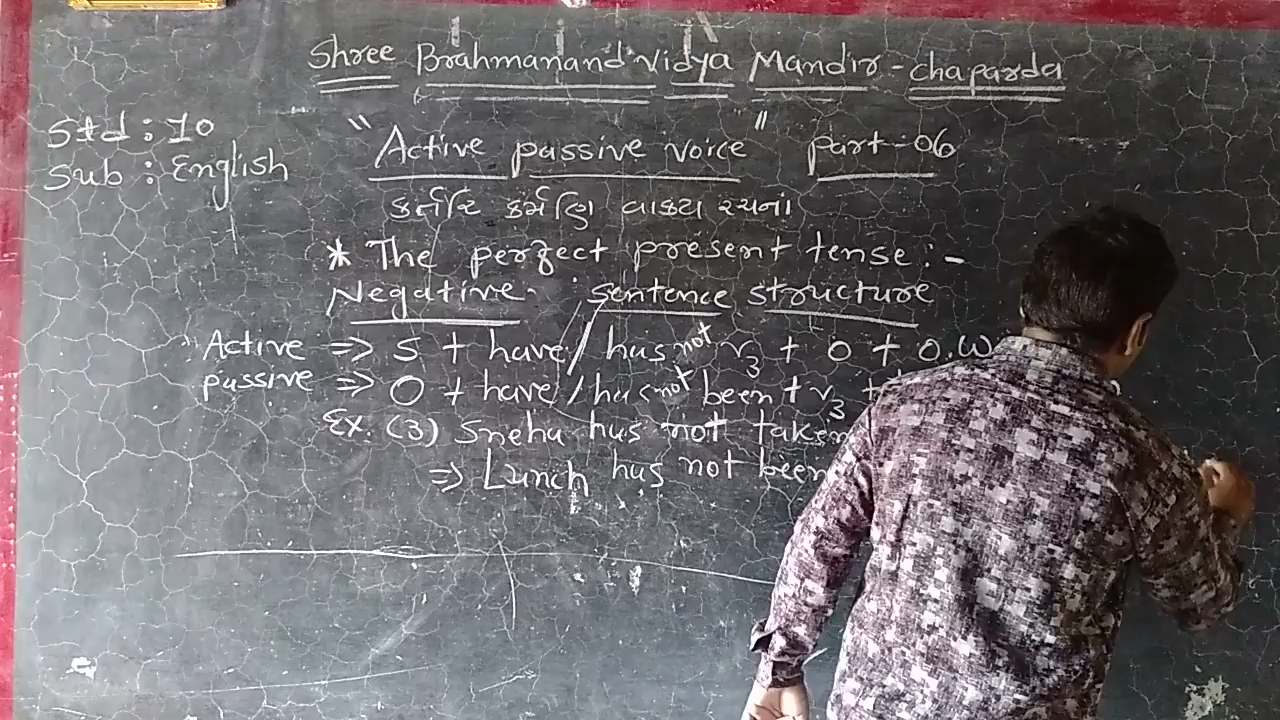 Shree Brahmanand Vidya Mandir - chaparda
Std : 10
Sub : English
"Active passive voice" part - 06
કર્તરિ કર્મણિ વાક્ય રચના
* The perfect present tense :-
Negative sentence structure
Active ⇒ S + have / has not v3 + O + O.W
passive ⇒ O + have / has not been + v3 +
Ex. (3) Sneha has not taken
⇒ Lunch has not been